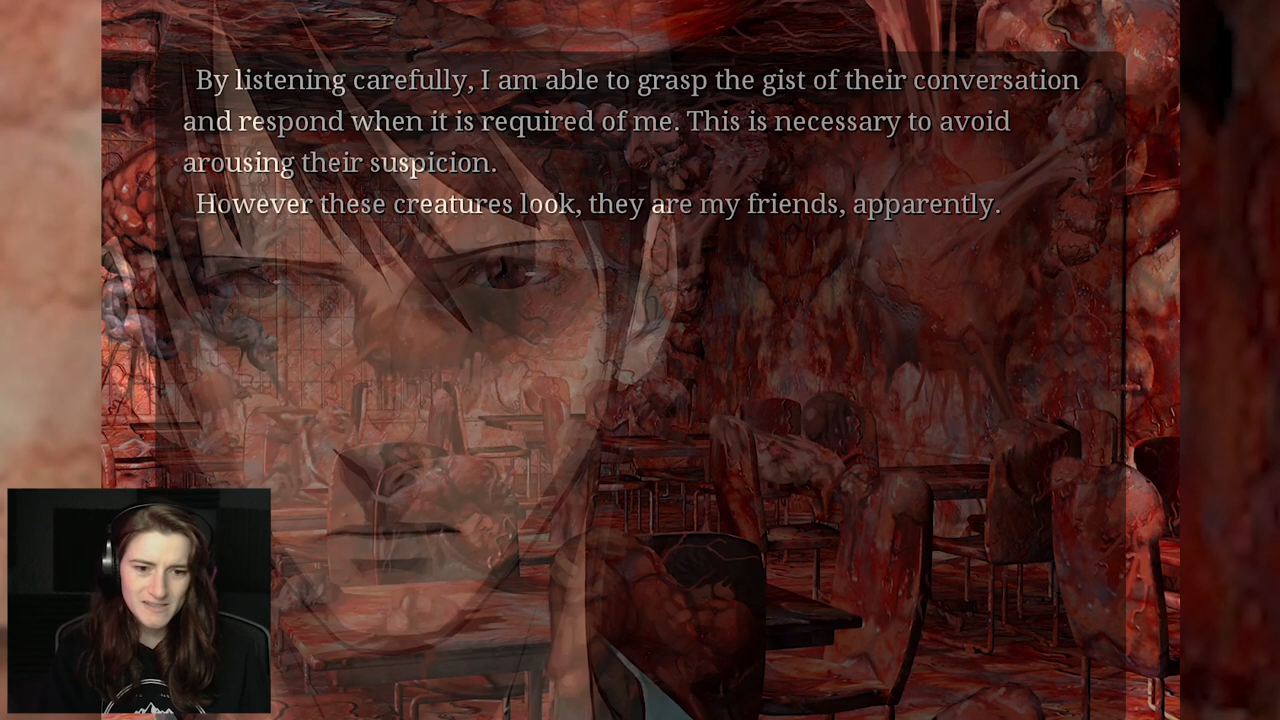 By listening carefully, I am able to grasp the gist of their conversation
and respond when it is required of me. This is necessary to avoid
arousing their suspicion.
However these creatures look, they are my friends, apparently.